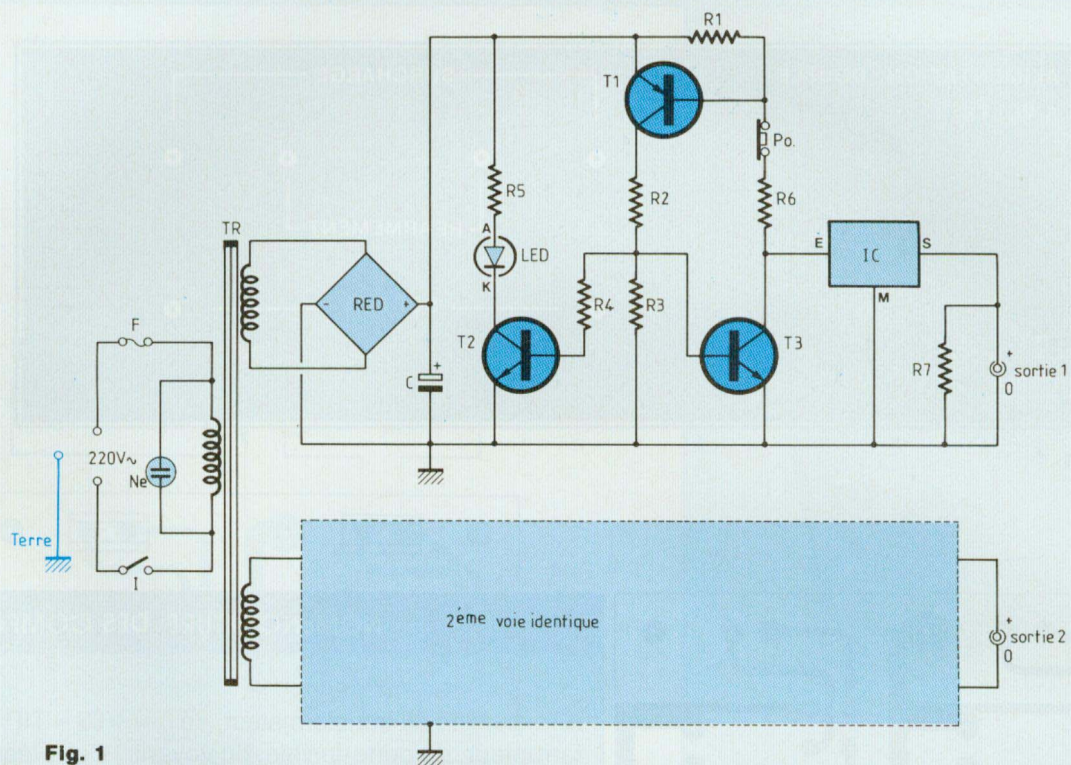 R1
T1
Po.
R5
R2
R6
TR
A
LED
E
IC
S
K
M
RED
- +
R4
R3
F
T2
T3
+
C
R7
+
sortie 1
0
220V~
Ne
Terre
I
2ème voie identique
+
sortie 2
0
Fig. 1